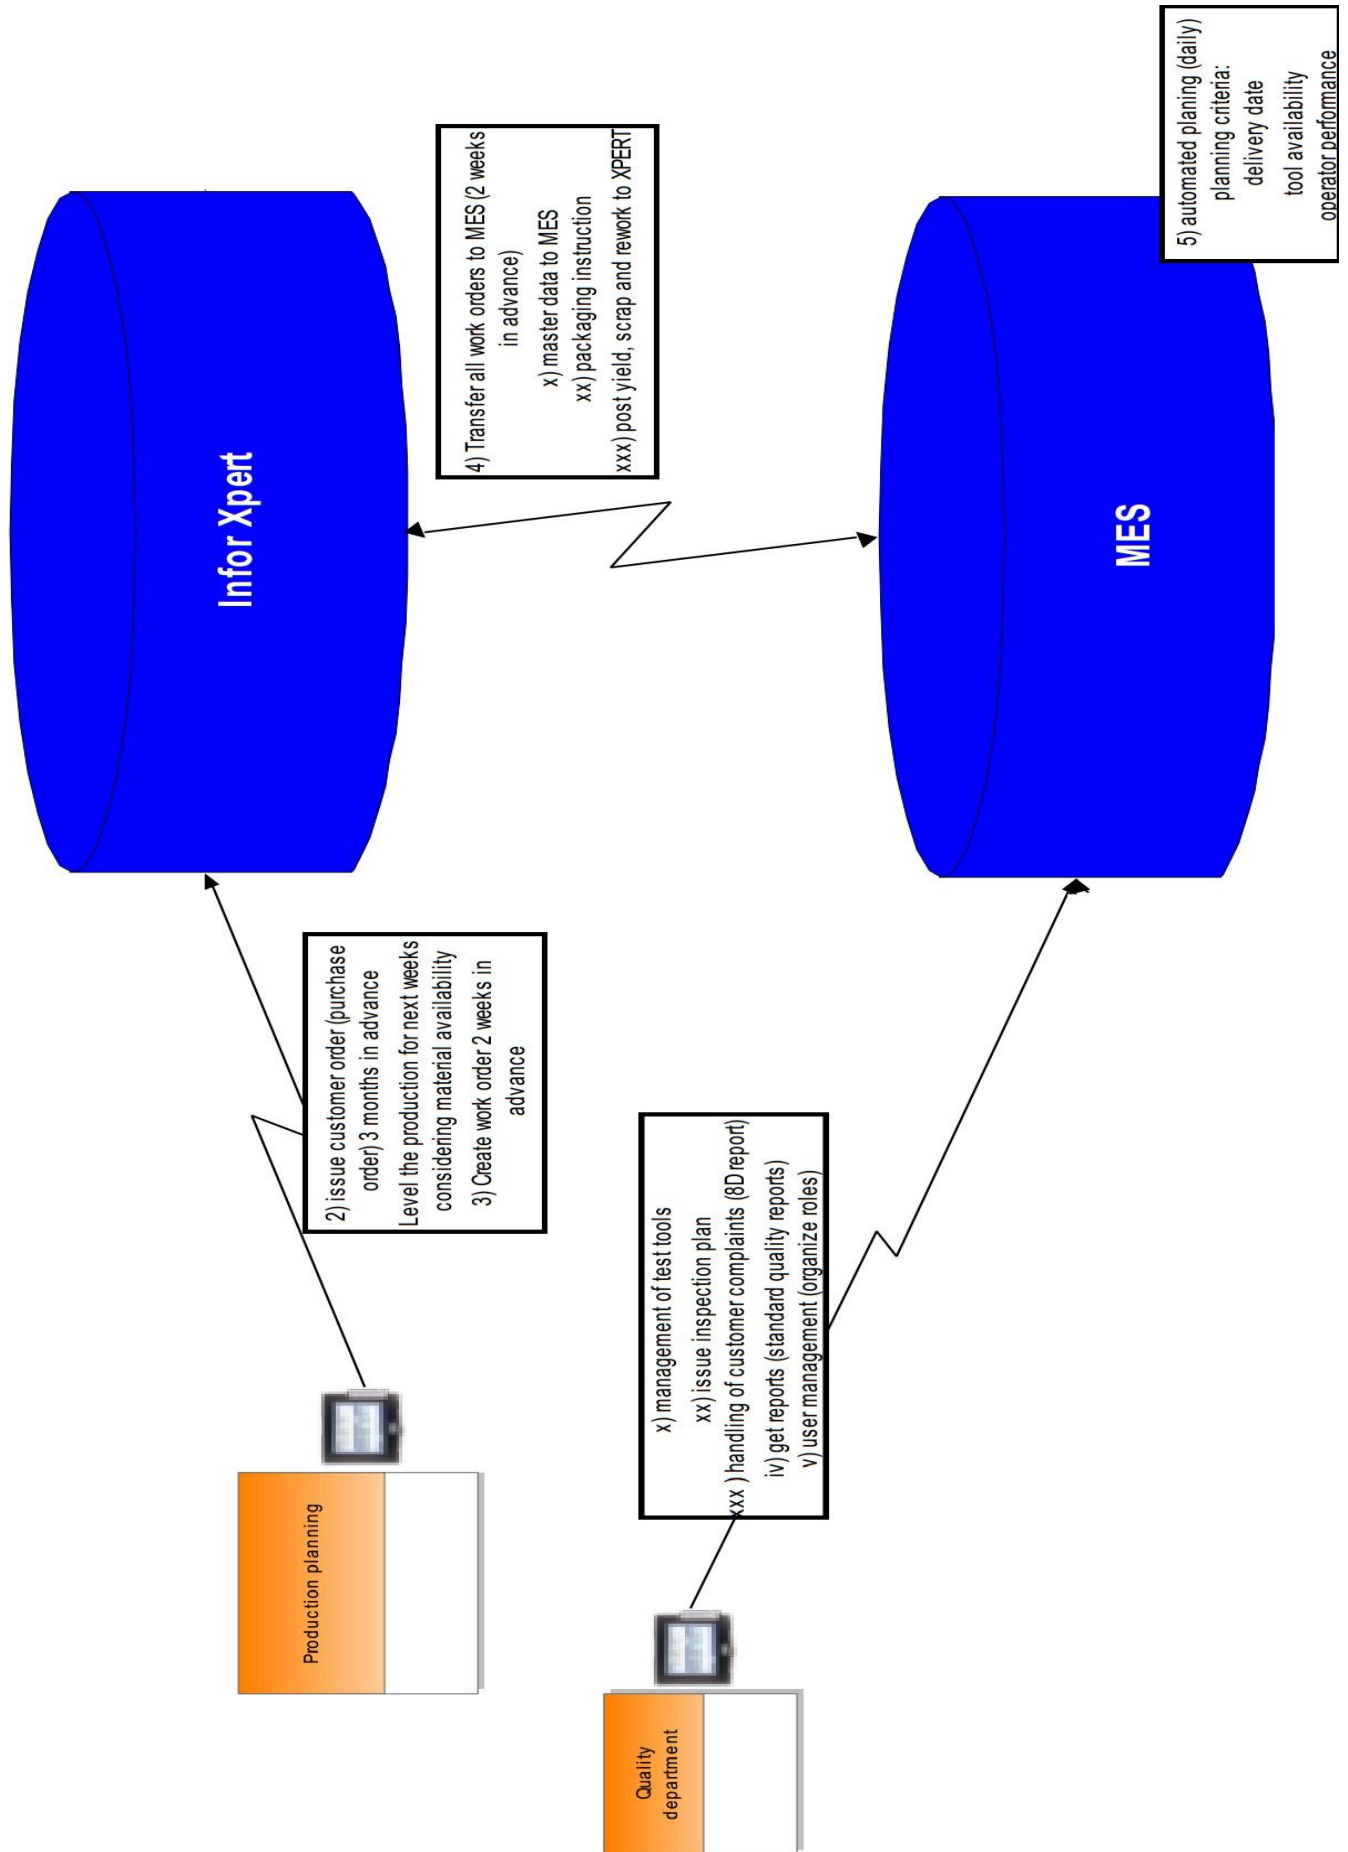 Infor Xpert
4) Transfer all work orders to MES (2 weeks
in advance)
x) master data to MES
xx) packaging instruction
xxx) post yield, scrap and rework to XPERT
MES
5) automated planing (daily)
planning criteria:
delivery date
tool availability
operator performance
2) issue customer order (purchase
order) 3 months in advance
Level the production for next weeks
considering material availability
3) Create work order 2 weeks in
advance
Production planning
x) management of test tools
xx) issue inspection plan
xxx ) handling of customer complaints (8D report)
iv) get reports (standard quality reports)
v) user management (organize roles)
Quality
department